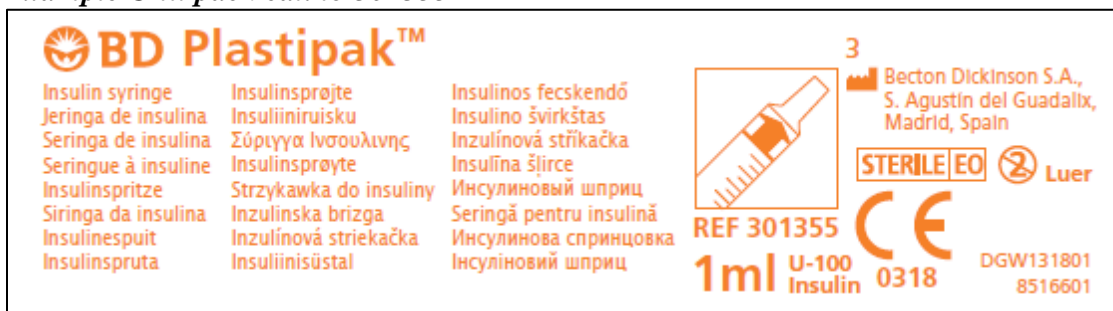 BD Plastipak™
Insulin syringe
Jeringa de insulina
Seringa de insulina
Seringue à insuline
Insulinspritze
Siringa da insulina
Insulinespuit
Insulinspruta
Insulinsprøjte
Insuliiniruisku
Σύριγγα Ινσουλινης
Insulinsprøyte
Strzykawka do insuliny
Inzulinska brizga
Inzulínová striekačka
Insuliinisüstal
Insulinos fecskendő
Insulino švirkštas
Inzulínová stříkačka
Insulīna šļirce
Инсулиновый шприц
Seringă pentru insulină
Инсулинова спринцовка
Інсуліновий шприц
REF 301355
1ml U-100 Insulin
3
Becton Dickinson S.A.,
S. Agustin del Guadalix,
Madrid, Spain
STERILE EO 2 Luer
CE
0318
DGW131801
8516601